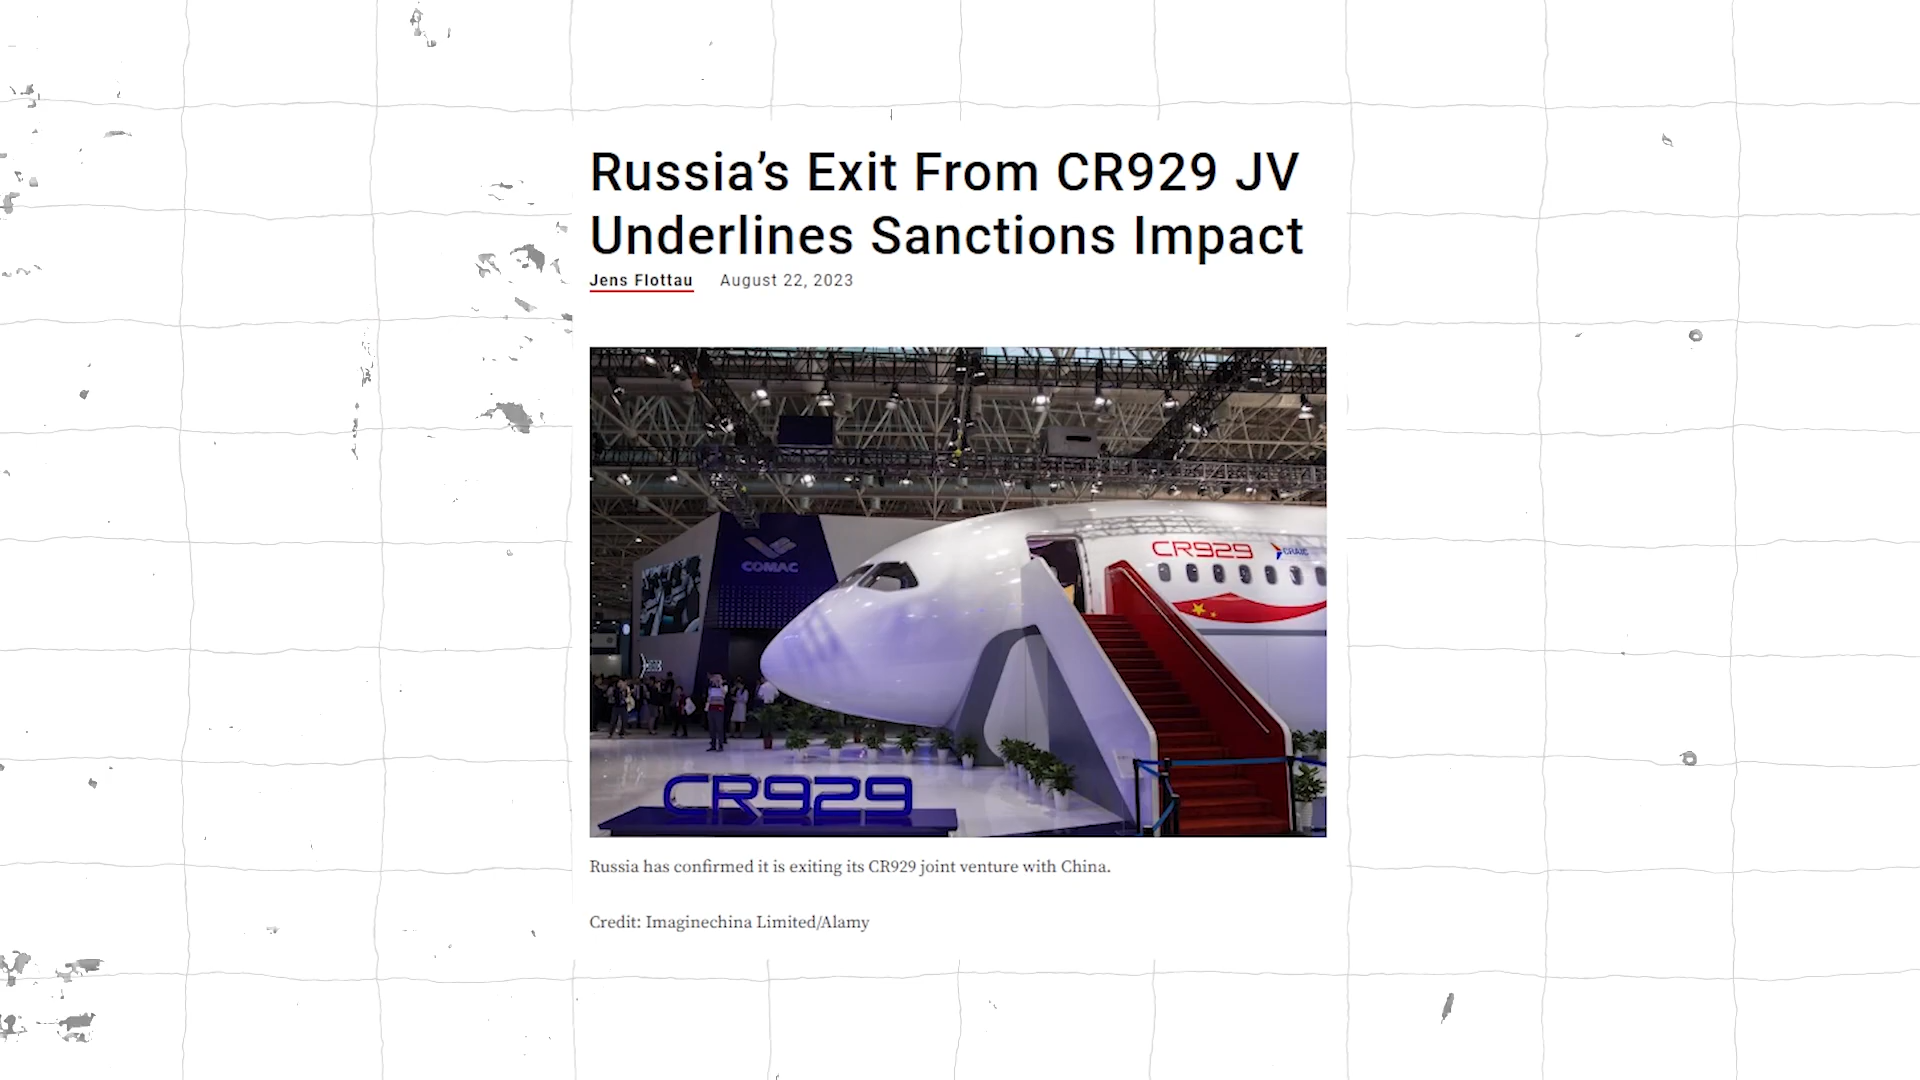 Russia’s Exit From CR929 JV
Underlines Sanctions Impact
Jens Flottau August 22, 2023
COMAC
CR929 CRAIC
CR929
Russia has confirmed it is exiting its CR929 joint venture with China.
Credit: Imaginechina Limited/Alamy